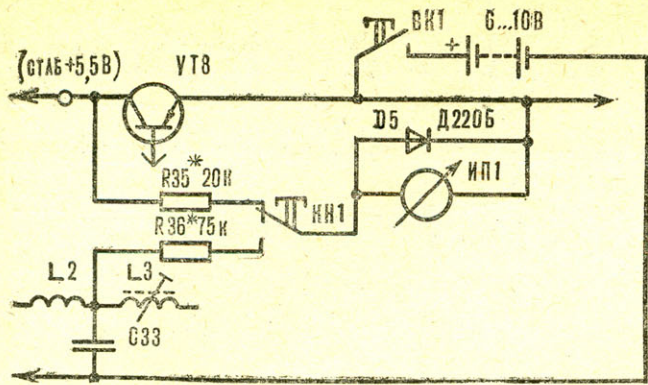 ВК1 6...10В
(СТАБ+5,5В) VT8
+
D5 Д220Б
ИП1
R35* 20К
КН1
R36*75К
L2 L3
С33